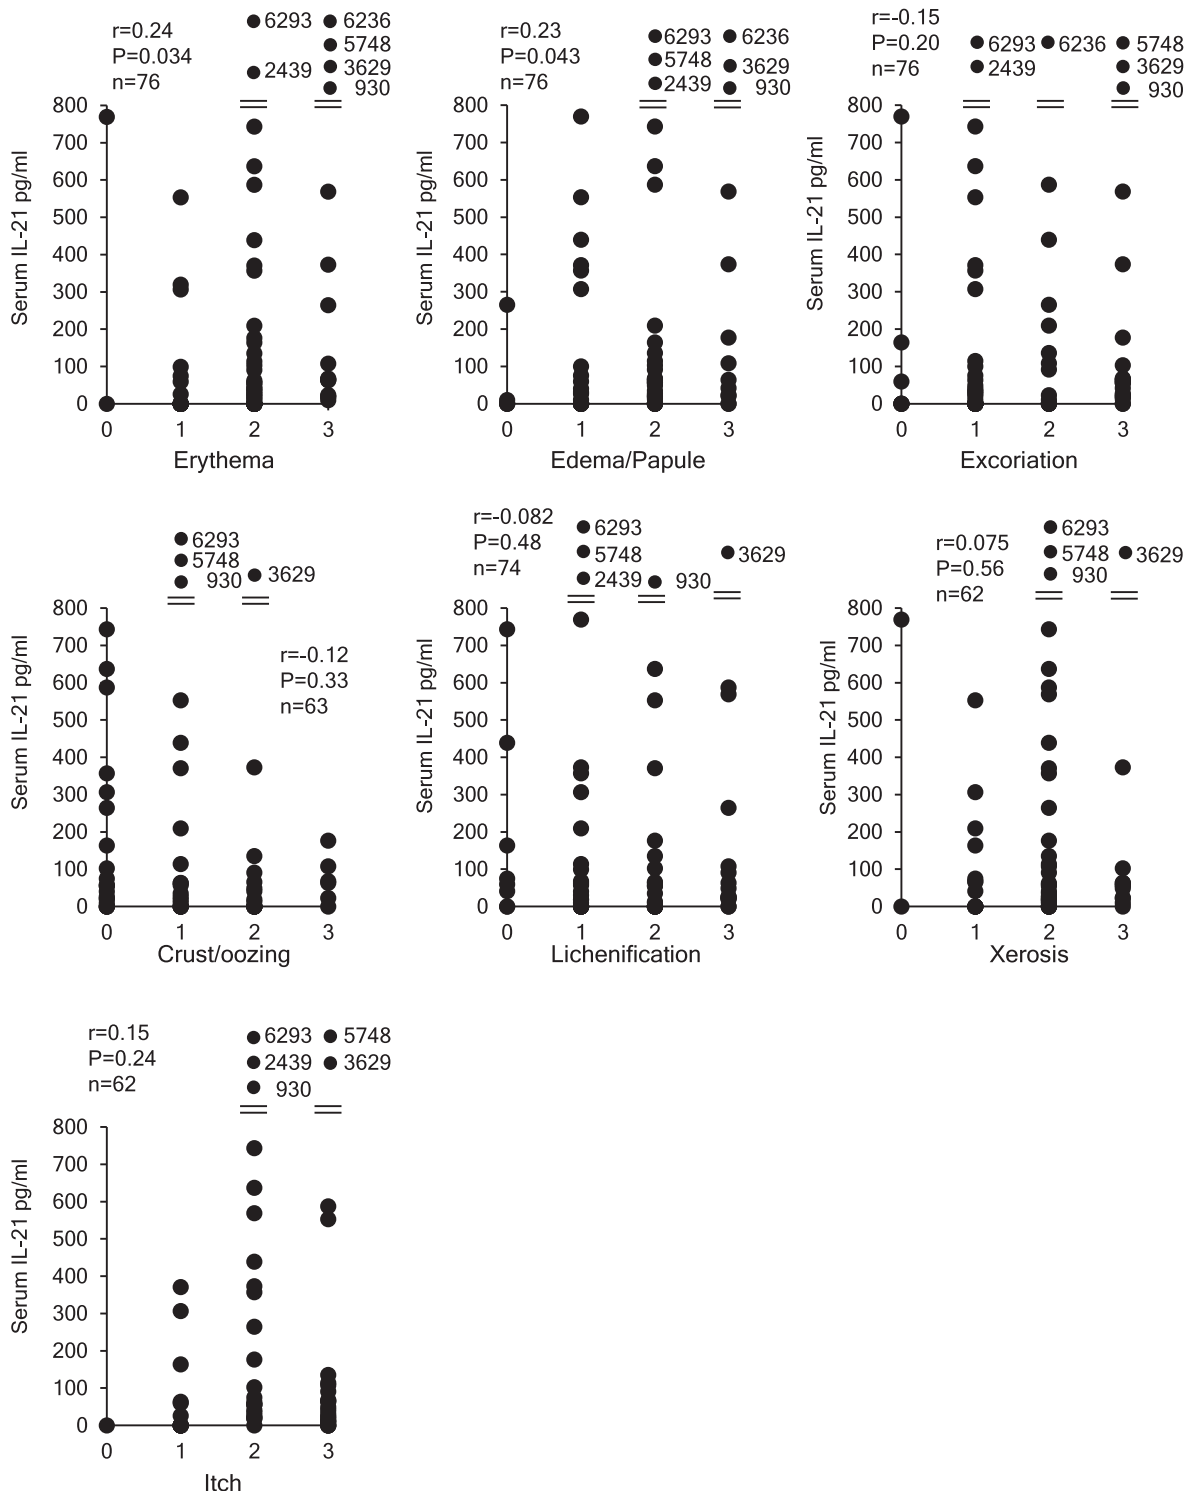 r=0.24
P=0.034
n=76
6293
2439
6236
5748
3629
930
Serum IL-21 pg/ml
800
700
600
500
400
300
200
100
0
0 1 2 3
Erythema
r=0.23
P=0.043
n=76
6293
5748
2439
6236
3629
930
Serum IL-21 pg/ml
800
700
600
500
400
300
200
100
0
0 1 2 3
Edema/Papule
r=-0.15
P=0.20
n=76
6293
2439
6236
5748
3629
930
Serum IL-21 pg/ml
800
700
600
500
400
300
200
100
0
0 1 2 3
Excoriation
6293
5748
930
3629
r=-0.12
P=0.33
n=63
Serum IL-21 pg/ml
800
700
600
500
400
300
200
100
0
0 1 2 3
Crust/oozing
r=-0.082
P=0.48
n=74
6293
5748
2439
930
3629
Serum IL-21 pg/ml
800
700
600
500
400
300
200
100
0
0 1 2 3
Lichenification
r=0.075
P=0.56
n=62
6293
5748
930
3629
Serum IL-21 pg/ml
800
700
600
500
400
300
200
100
0
0 1 2 3
Xerosis
r=0.15
P=0.24
n=62
6293
2439
930
5748
3629
Serum IL-21 pg/ml
800
700
600
500
400
300
200
100
0
0 1 2 3
Itch